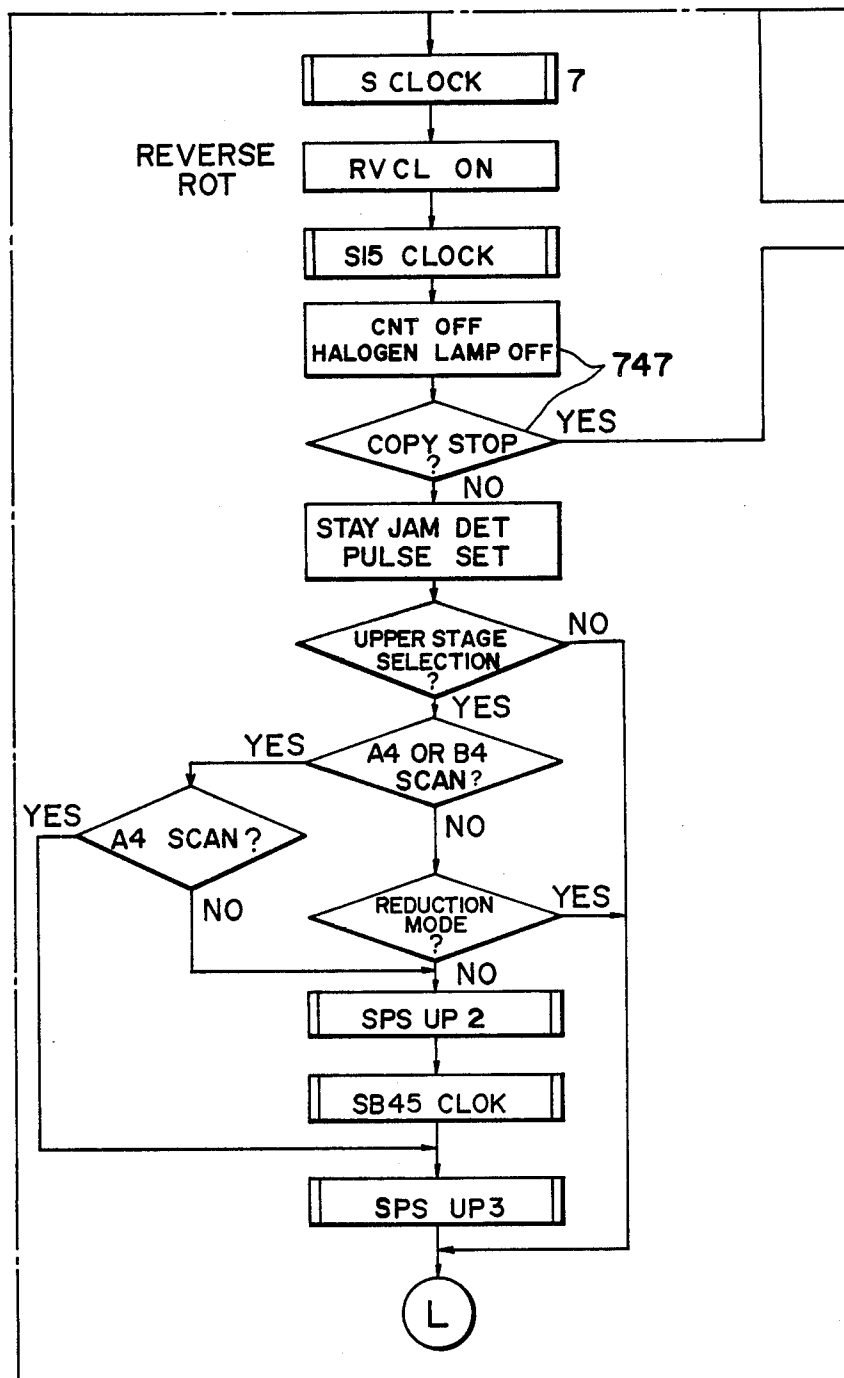 S CLOCK
7
REVERSE
ROT
RVCL ON
S15 CLOCK
CNT OFF
HALOGEN LAMP OFF
747
COPY STOP
?
YES
NO
STAY JAM DET
PULSE SET
UPPER STAGE
SELECTION
?
NO
YES
YES
A4 OR B4
SCAN?
YES
A4 SCAN?
NO
NO
REDUCTION
MODE
?
YES
NO
SPS UP 2
SB45 CLOK
SPS UP3
L